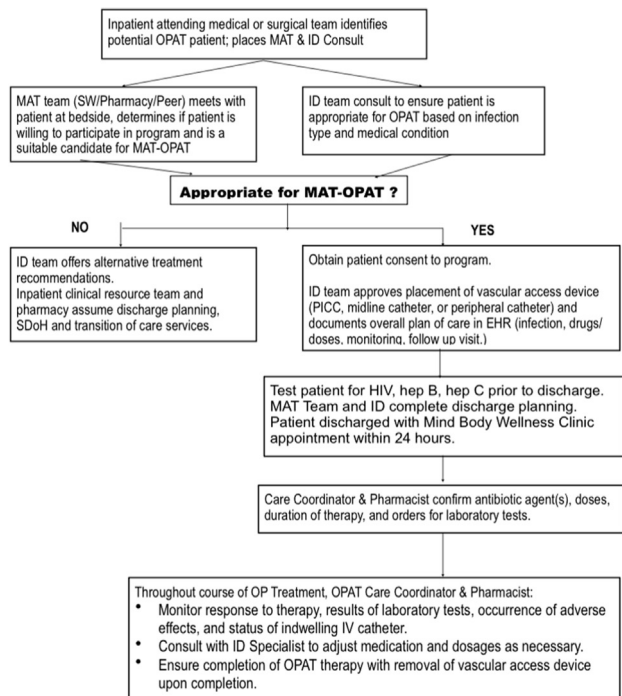 Inpatient attending medical or surgical team identifies
potential OPAT patient; places MAT & ID Consult
MAT team (SW/Pharmacy/Peer) meets with
patient at bedside, determines if patient is
willing to participate in program and is a
suitable candidate for MAT-OPAT
ID team consult to ensure patient is
appropriate for OPAT based on infection
type and medical condition
Appropriate for MAT-OPAT ?
NO
YES
ID team offers alternative treatment
recommendations.
Inpatient clinical resource team and
pharmacy assume discharge planning,
SDoH and transition of care services.
Obtain patient consent to program.
ID team approves placement of vascular access device
(PICC, midline catheter, or peripheral catheter) and
documents overall plan of care in EHR (infection, drugs/
doses, monitoring, follow up visit.)
Test patient for HIV, hep B, hep C prior to discharge.
MAT Team and ID complete discharge planning.
Patient discharged with Mind Body Wellness Clinic
appointment within 24 hours.
Care Coordinator & Pharmacist confirm antibiotic agent(s), doses,
duration of therapy, and orders for laboratory tests.
Throughout course of OP Treatment, OPAT Care Coordinator & Pharmacist:
• Monitor response to therapy, results of laboratory tests, occurrence of adverse
effects, and status of indwelling IV catheter.
• Consult with ID Specialist to adjust medication and dosages as necessary.
• Ensure completion of OPAT therapy with removal of vascular access device
upon completion.